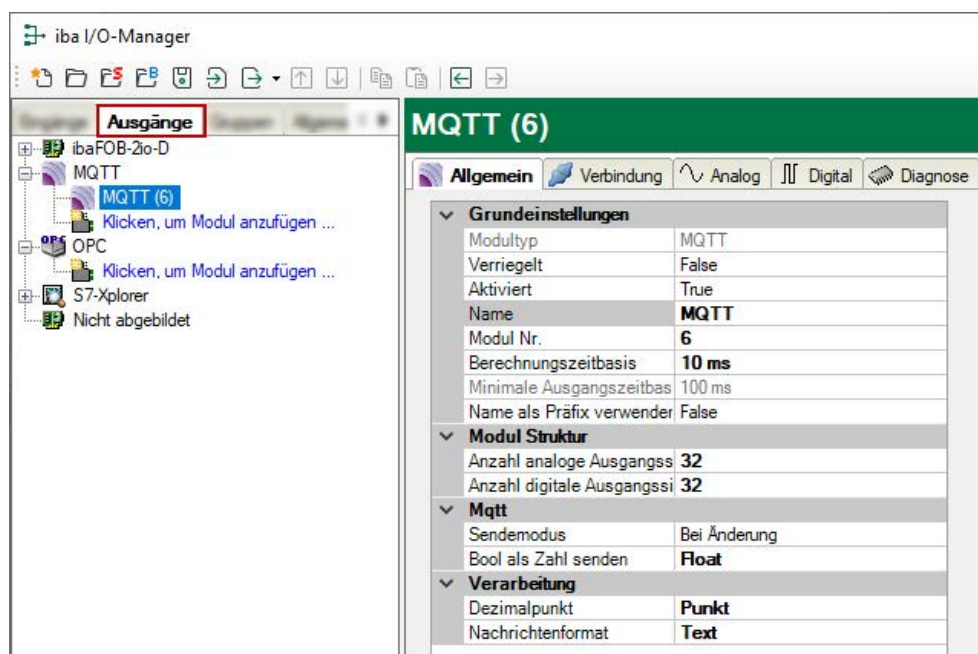 iba I/O-Manager
Ausgänge
ibaFOB-2io-D
MQTT
MQTT (6)
Klicken, um Modul anzufügen ...
OPC
Klicken, um Modul anzufügen ...
S7-Xplorer
Nicht abgebildet
MQTT (6)
Allgemein Verbindung Analog Digital Diagnose
Grundeinstellungen
Modultyp MQTT
Verriegelt False
Aktiviert True
Name MQTT
Modul Nr. 6
Berechnungszeitbasis 10 ms
Minimale Ausgangszeitbas 100 ms
Name als Präfix verwender False
Modul Struktur
Anzahl analoge Ausgangss 32
Anzahl digitale Ausgangssi 32
Mqtt
Sendemodus Bei Änderung
Bool als Zahl senden Float
Verarbeitung
Dezimalpunkt Punkt
Nachrichtenformat Text